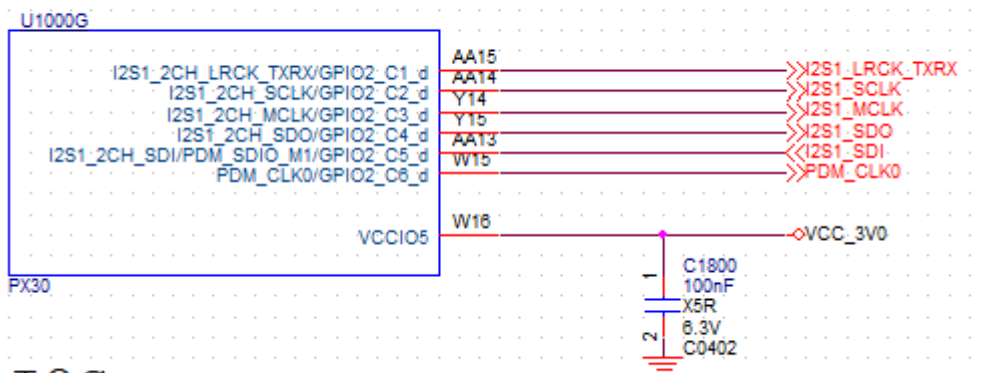 U1000G
I2S1_2CH_LRCK_TXRX/GPIO2_C1_d AA15 I2S1_LRCK_TXRX
I2S1_2CH_SCLK/GPIO2_C2_d AA14 I2S1_SCLK
I2S1_2CH_MCLK/GPIO2_C3_d Y14 I2S1_MCLK
I2S1_2CH_SDO/GPIO2_C4_d Y15 I2S1_SDO
I2S1_2CH_SDI/PDM_SDI0_M1/GPIO2_C5_d AA13 I2S1_SDI
PDM_CLK0/GPIO2_C6_d W15 PDM_CLK0
VCCIO5 W16 VCC_3V0
PX30
1 C1800
100nF
X5R
2 6.3V
C0402